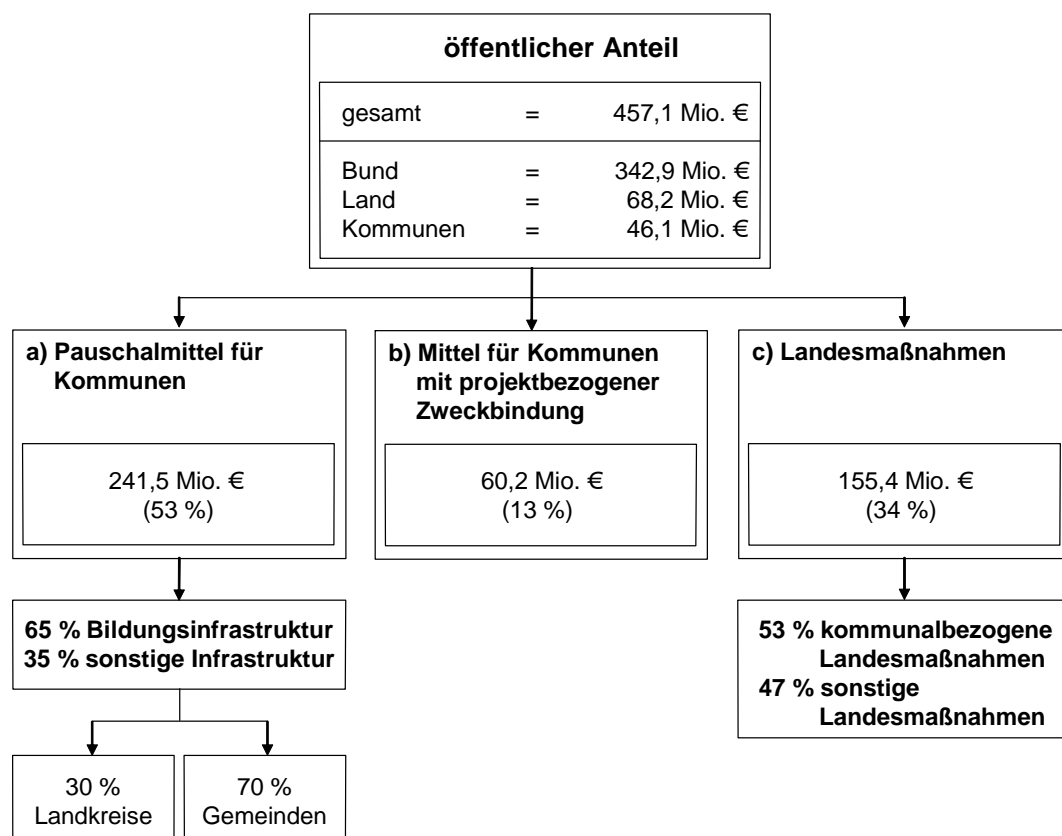 öffentlicher Anteil
gesamt = 457,1 Mio. €
Bund = 342,9 Mio. €
Land = 68,2 Mio. €
Kommunen = 46,1 Mio. €
a) Pauschalmittel für
Kommunen
241,5 Mio. €
(53 %)
b) Mittel für Kommunen
mit projektbezogener
Zweckbindung
60,2 Mio. €
(13 %)
c) Landesmaßnahmen
155,4 Mio. €
(34 %)
65 % Bildungsinfrastruktur
35 % sonstige Infrastruktur
53 % kommunalbezogene
Landesmaßnahmen
47 % sonstige
Landesmaßnahmen
30 %
Landkreise
70 %
Gemeinden